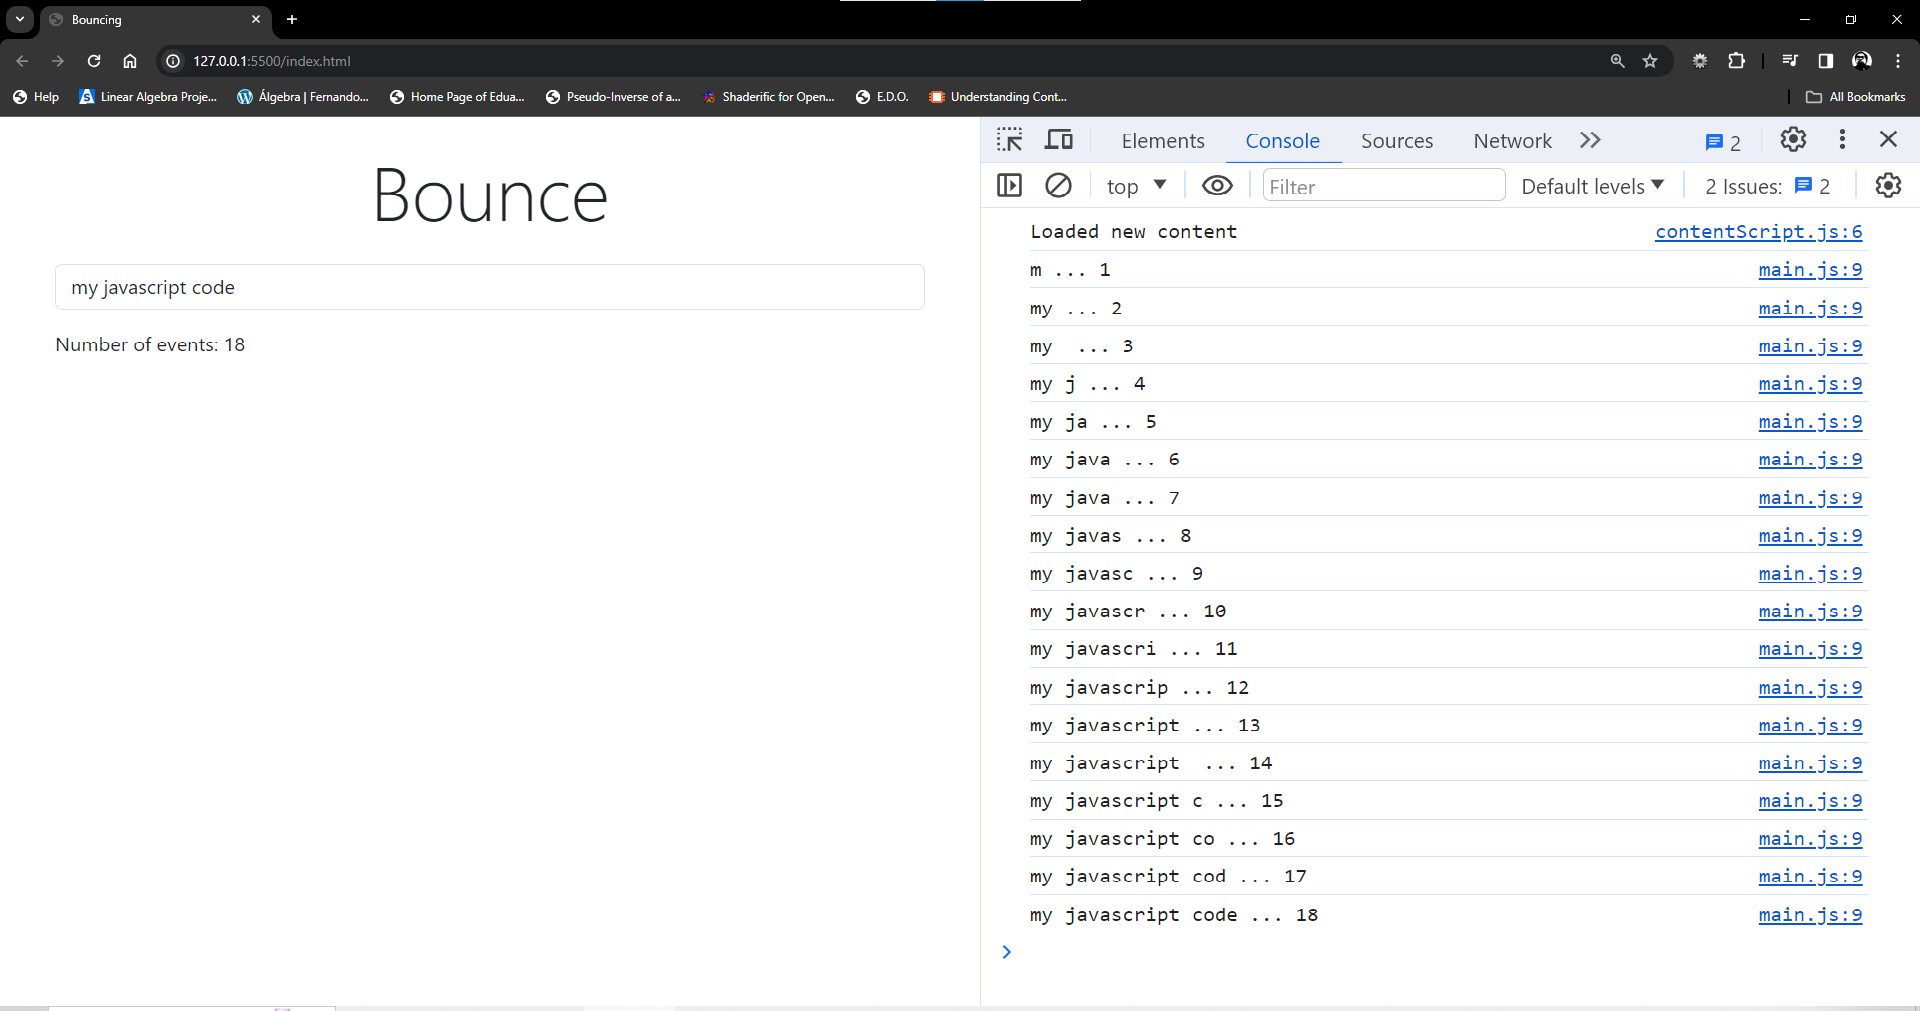 Bouncing
127.0.0.1:5500/index.html
Help Linear Algebra Proje... Álgebra | Fernando... Home Page of Edua... Pseudo-Inverse of a... Shaderific for Open... E.D.O. Understanding Cont... All Bookmarks
Bounce
my javascript code
Number of events: 18
Elements Console Sources Network 2
top Filter Default levels 2 Issues: 2
Loaded new content contentScript.js:6
m ... 1 main.js:9
my ... 2 main.js:9
my  ... 3 main.js:9
my j ... 4 main.js:9
my ja ... 5 main.js:9
my java ... 6 main.js:9
my java ... 7 main.js:9
my javas ... 8 main.js:9
my javasc ... 9 main.js:9
my javascr ... 10 main.js:9
my javascri ... 11 main.js:9
my javascrip ... 12 main.js:9
my javascript ... 13 main.js:9
my javascript  ... 14 main.js:9
my javascript c ... 15 main.js:9
my javascript co ... 16 main.js:9
my javascript cod ... 17 main.js:9
my javascript code ... 18 main.js:9